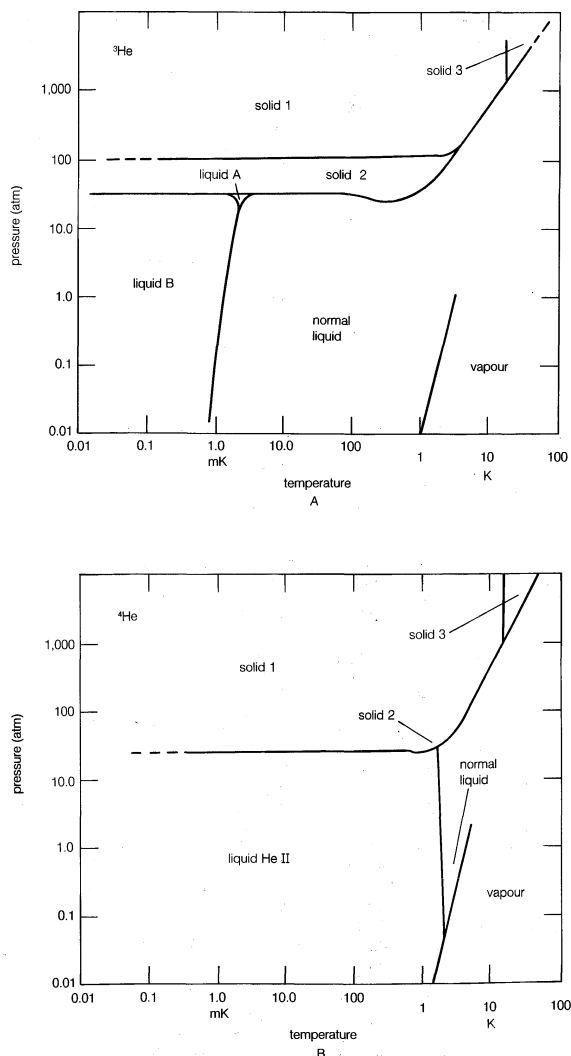 ³He
solid 3
1,000
solid 1
100
liquid A
solid 2
10.0
pressure (atm)
liquid B
1.0
normal
liquid
0.1
vapour
0.01
0.01 0.1 1.0 10.0 100 1 10 100
mK K
temperature
A
⁴He
solid 3
1,000
solid 1
100
solid 2
normal
liquid
10.0
pressure (atm)
1.0
liquid He II
0.1
vapour
0.01
0.01 0.1 1.0 10.0 100 1 10 100
mK K
temperature
B